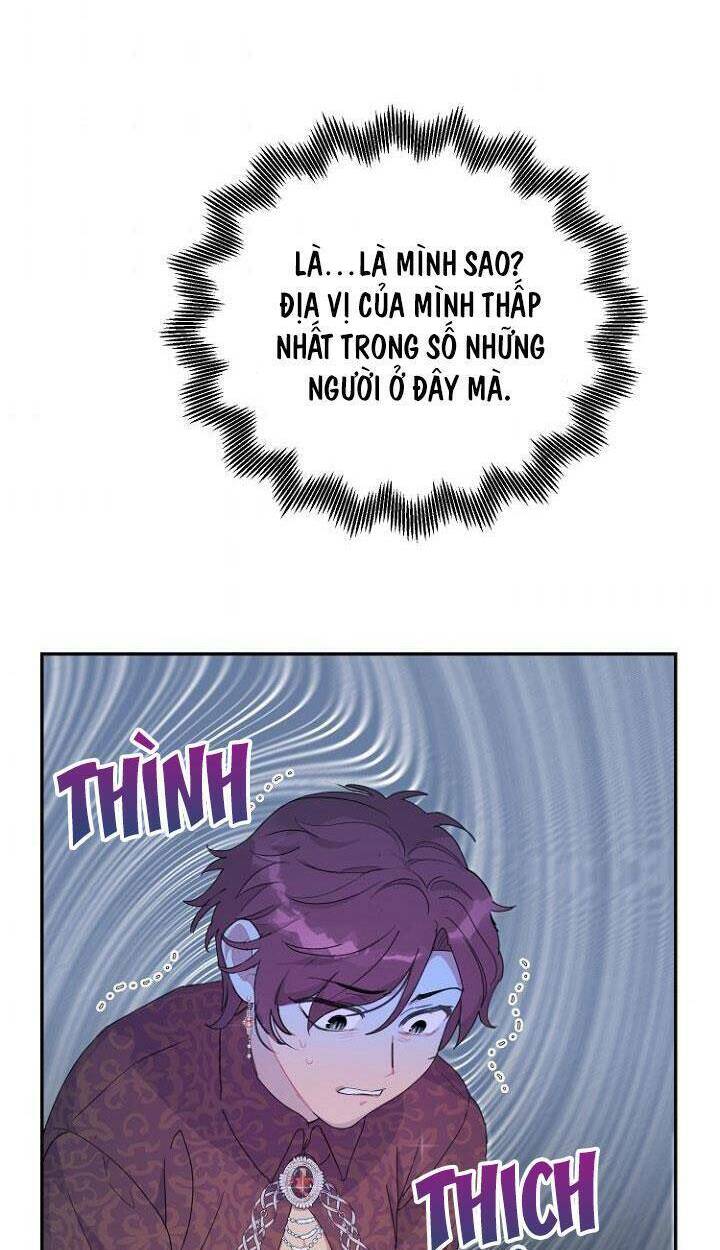 LÀ...LÀ MÌNH SAO?
ĐỊA VỊ CỦA MÌNH THẤP
NHẤT TRONG SỐ NHỮNG
NGƯỜI Ở ĐÂY MÀ.
THÌNH
THỊCH